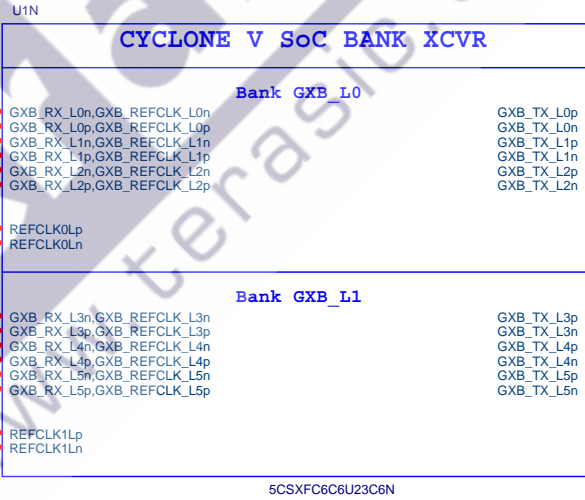 U1N
CYCLONE V SoC BANK XCVR
Bank GXB_L0
GXB_RX_L0n,GXB_REFCLK_L0n GXB_TX_L0p
GXB_RX_L0p,GXB_REFCLK_L0p GXB_TX_L0n
GXB_RX_L1n,GXB_REFCLK_L1n GXB_TX_L1p
GXB_RX_L1p,GXB_REFCLK_L1p GXB_TX_L1n
GXB_RX_L2n,GXB_REFCLK_L2n GXB_TX_L2p
GXB_RX_L2p,GXB_REFCLK_L2p GXB_TX_L2n
REFCLK0Lp
REFCLK0Ln
Bank GXB_L1
GXB_RX_L3n,GXB_REFCLK_L3n GXB_TX_L3p
GXB_RX_L3p,GXB_REFCLK_L3p GXB_TX_L3n
GXB_RX_L4n,GXB_REFCLK_L4n GXB_TX_L4p
GXB_RX_L4p,GXB_REFCLK_L4p GXB_TX_L4n
GXB_RX_L5n,GXB_REFCLK_L5n GXB_TX_L5p
GXB_RX_L5p,GXB_REFCLK_L5p GXB_TX_L5n
REFCLK1Lp
REFCLK1Ln
5CSXFC6C6U23C6N
www.terasic.c